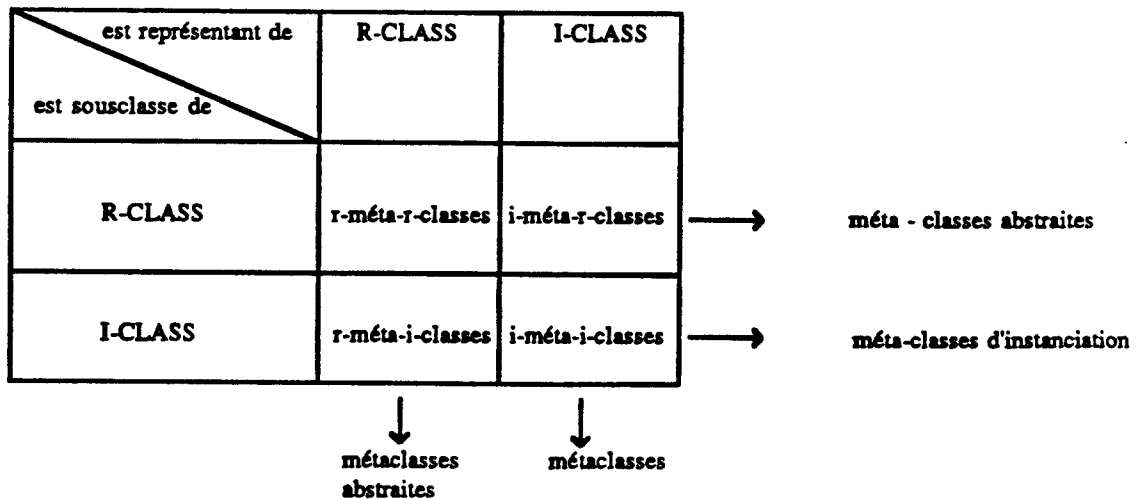 est représentant de
R-CLASS
I-CLASS
est sousclasse de
R-CLASS
r-méta-r-classes
i-méta-r-classes
méta - classes abstraites
I-CLASS
r-méta-i-classes
i-méta-i-classes
méta-classes d'instanciation
métaclasses
abstraites
métaclasses